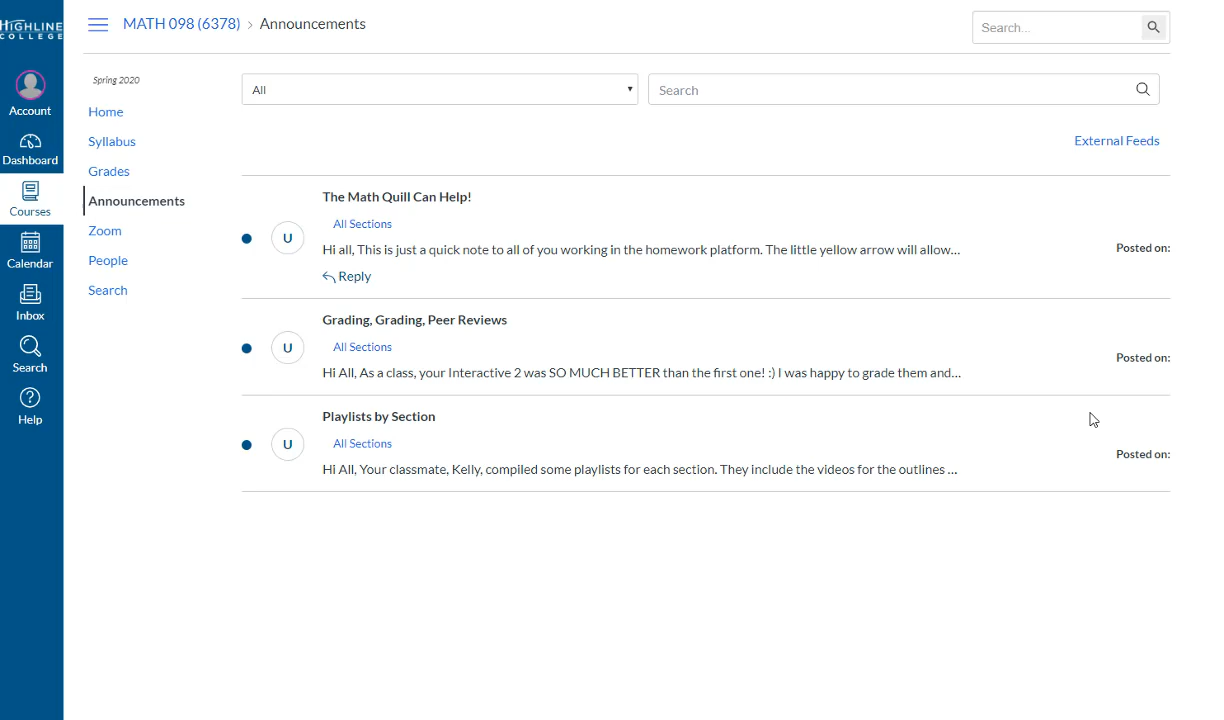 HIGHLINE
COLLEGE
MATH 098 (6378) › Announcements
Search...
Account
Dashboard
Courses
Calendar
Inbox
Search
Help
Spring 2020
Home
Syllabus
Grades
Announcements
Zoom
People
Search
All
Search
External Feeds
The Math Quill Can Help!
All Sections
U
Hi all, This is just a quick note to all of you working in the homework platform. The little yellow arrow will allow...
Posted on:
Reply
Grading, Grading, Peer Reviews
All Sections
U
Hi All, As a class, your Interactive 2 was SO MUCH BETTER than the first one! :) I was happy to grade them and...
Posted on:
Playlists by Section
All Sections
U
Hi All, Your classmate, Kelly, compiled some playlists for each section. They include the videos for the outlines ...
Posted on: